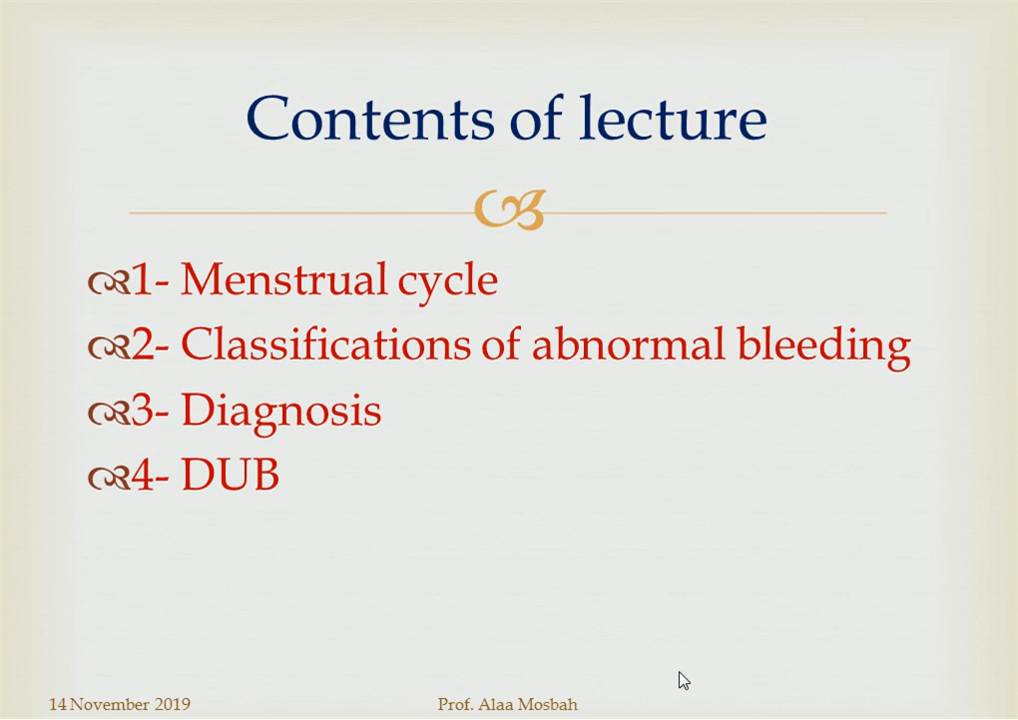 Contents of lecture
1- Menstrual cycle
2- Classifications of abnormal bleeding
3- Diagnosis
4- DUB
14 November 2019 Prof. Alaa Mosbah